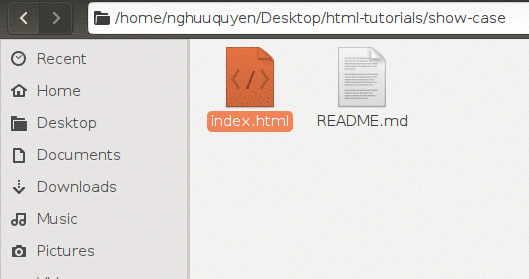 /home/nghuuquyen/Desktop/html-tutorials/show-case
Recent
Home
Desktop
Documents
Downloads
Music
Pictures
index.html
README.md